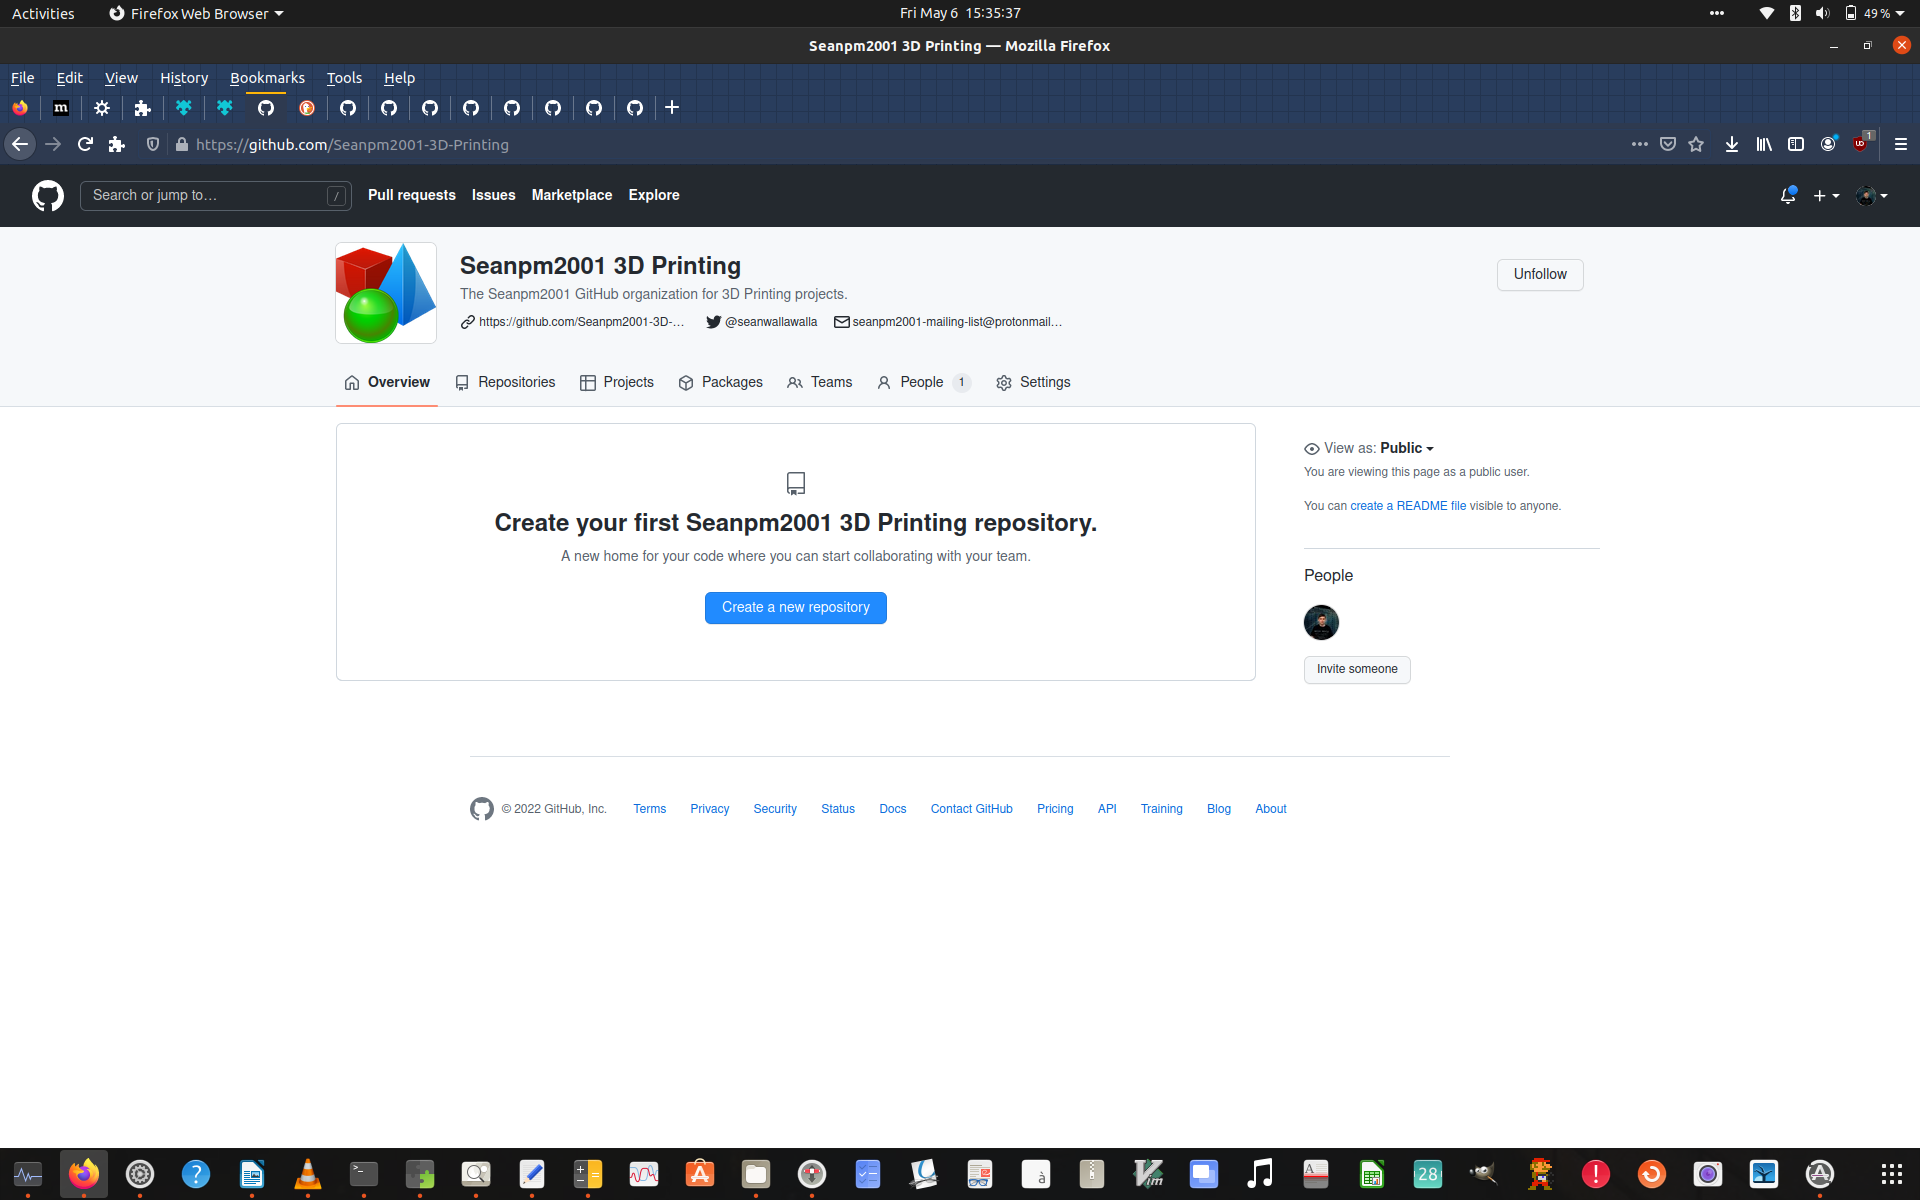 Activities Firefox Web Browser Fri May 6 15:35:37 49 %
Seanpm2001 3D Printing — Mozilla Firefox
File Edit View History Bookmarks Tools Help
m
https://github.com/Seanpm2001-3D-Printing 1
Search or jump to… / Pull requests Issues Marketplace Explore
Seanpm2001 3D Printing
Unfollow
The Seanpm2001 GitHub organization for 3D Printing projects.
https://github.com/Seanpm2001-3D-... @seanwallawalla seanpm2001-mailing-list@protonmail...
Overview Repositories Projects Packages Teams People 1 Settings
Create your first Seanpm2001 3D Printing repository.
A new home for your code where you can start collaborating with your team.
Create a new repository
View as: Public
You are viewing this page as a public user.
You can create a README file visible to anyone.
People
Invite someone
© 2022 GitHub, Inc. Terms Privacy Security Status Docs Contact GitHub Pricing API Training Blog About
? >_ à Vim A 28 !